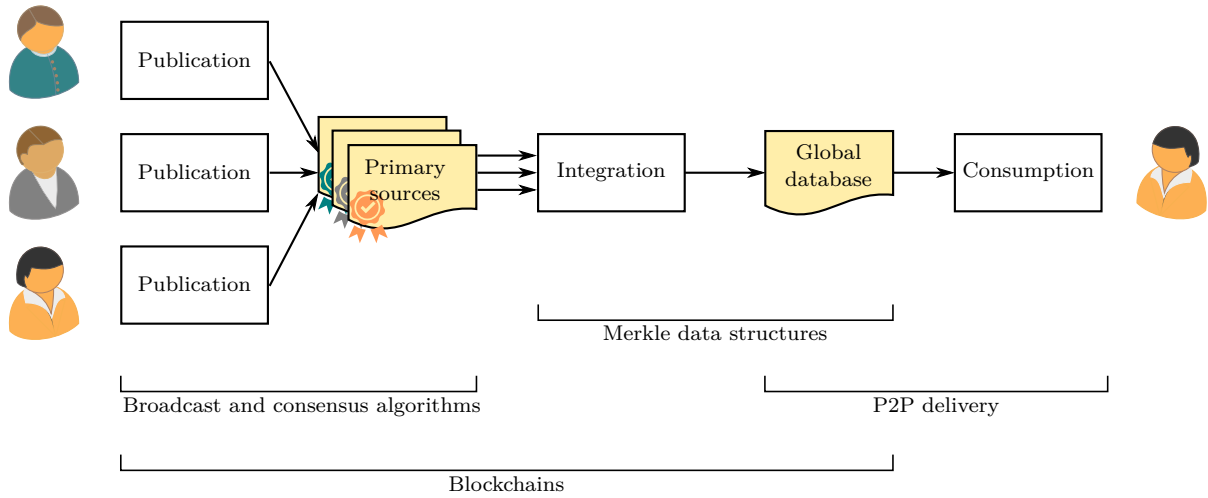 Publication
Publication
Publication
Primary
sources
Integration
Global
database
Consumption
Merkle data structures
Broadcast and consensus algorithms
P2P delivery
Blockchains